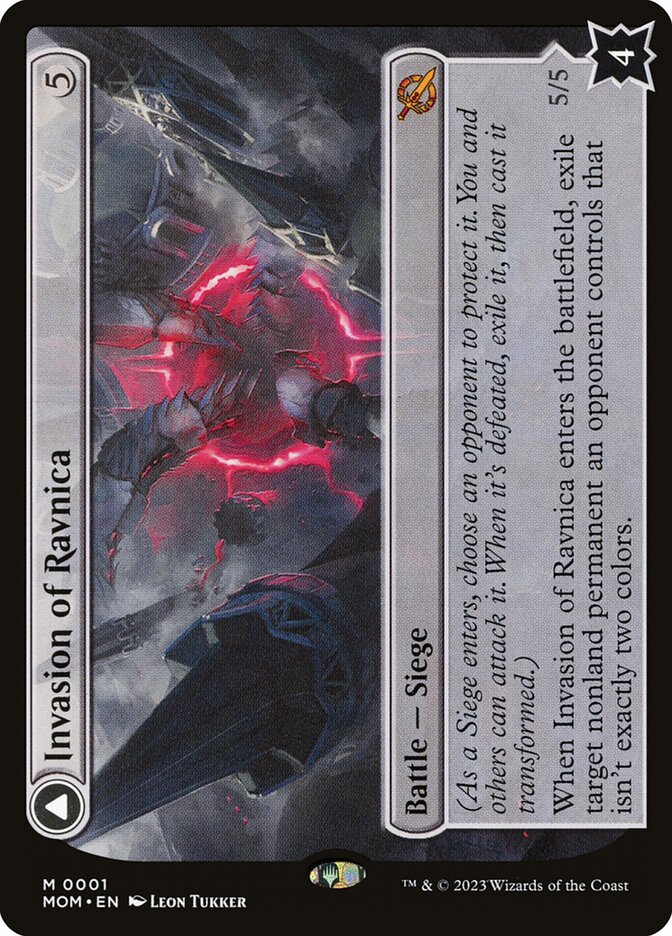 Invasion of Ravnica
5
Battle — Siege
(As a Siege enters, choose an opponent to protect it. You and
others can attack it. When it's defeated, exile it, then cast it
transformed.)
5/5
When Invasion of Ravnica enters the battlefield, exile
target nonland permanent an opponent controls that
isn't exactly two colors.
4
M 0001
MOM • EN Leon Tukker
™ & © 2023 Wizards of the Coast